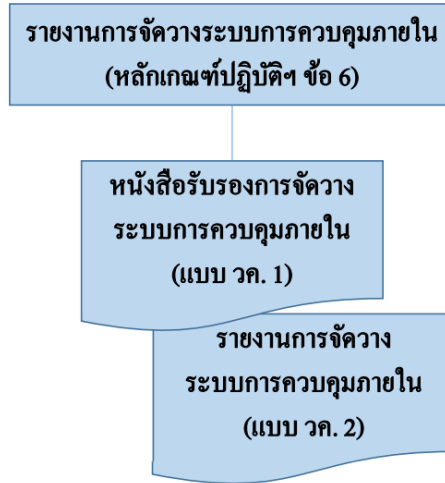 รายงานการจัดวางระบบการควบคุมภายใน
(หลักเกณฑ์ปฏิบัติฯ ข้อ 6)
หนังสือรับรองการจัดวาง
ระบบการควบคุมภายใน
(แบบ วค. 1)
รายงานการจัดวาง
ระบบการควบคุมภายใน
(แบบ วค. 2)